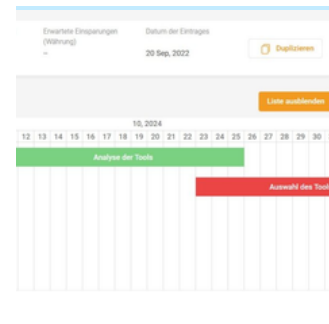 Erwartete Einsparungen
(Währung)
–
Datum der Eintrages
20 Sep, 2022
Duplizieren
Liste ausblenden
10, 2024
12 13 14 15 16 17 18 19 20 21 22 23 24 25 26 27 28 29 30
Analyse der Tools
Auswahl des Tool